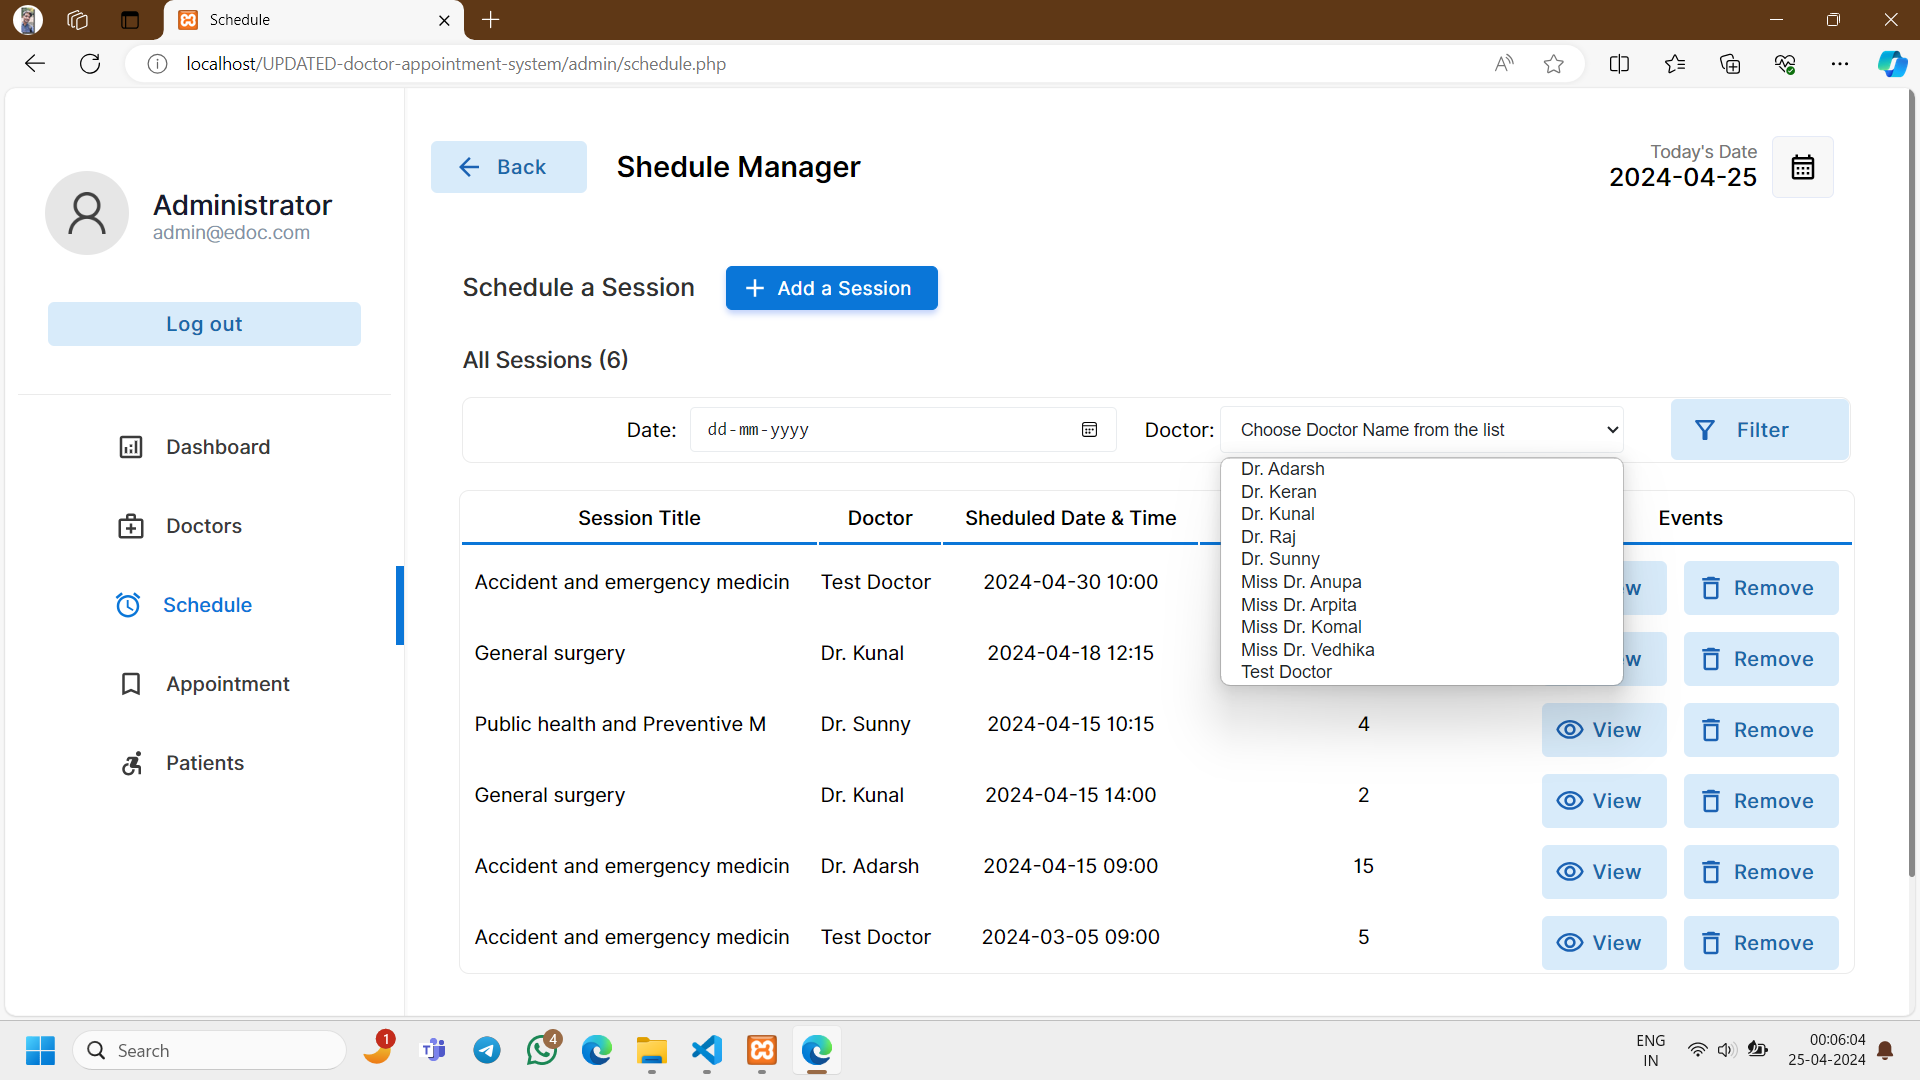 Schedule
localhost/UPDATED-doctor-appointment-system/admin/schedule.php
Administrator
admin@edoc.com
Log out
Dashboard
Doctors
Schedule
Appointment
Patients
Back
Shedule Manager
Today's Date
2024-04-25
Schedule a Session
+ Add a Session
All Sessions (6)
Date: dd-mm-yyyy Doctor: Choose Doctor Name from the list Filter
Dr. Adarsh
Dr. Keran
Dr. Kunal
Dr. Raj
Dr. Sunny
Miss Dr. Anupa
Miss Dr. Arpita
Miss Dr. Komal
Miss Dr. Vedhika
Test Doctor
Session Title Doctor Sheduled Date & Time Events
Accident and emergency medicin Test Doctor 2024-04-30 10:00 w Remove
General surgery Dr. Kunal 2024-04-18 12:15 w Remove
Public health and Preventive M Dr. Sunny 2024-04-15 10:15 4 View Remove
General surgery Dr. Kunal 2024-04-15 14:00 2 View Remove
Accident and emergency medicin Dr. Adarsh 2024-04-15 09:00 15 View Remove
Accident and emergency medicin Test Doctor 2024-03-05 09:00 5 View Remove
Search
1
4
ENG
IN
00:06:04
25-04-2024